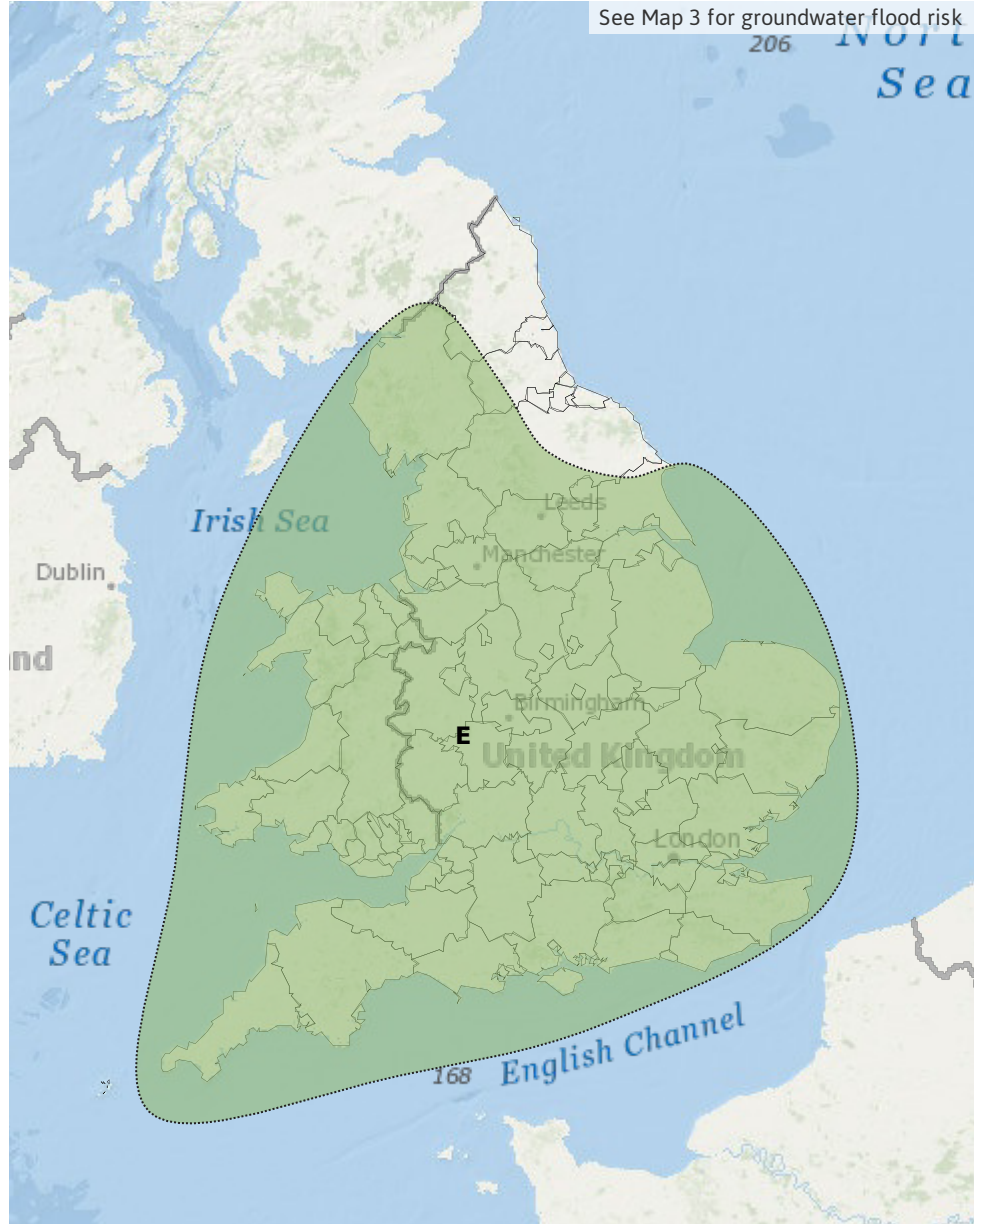 See Map 3 for groundwater flood risk
206
Nort
Sea
Leeds
Irish Sea
Manchester
Dublin
nd
Birmingham
E
United Kingdom
London
Celtic
Sea
English Channel
168